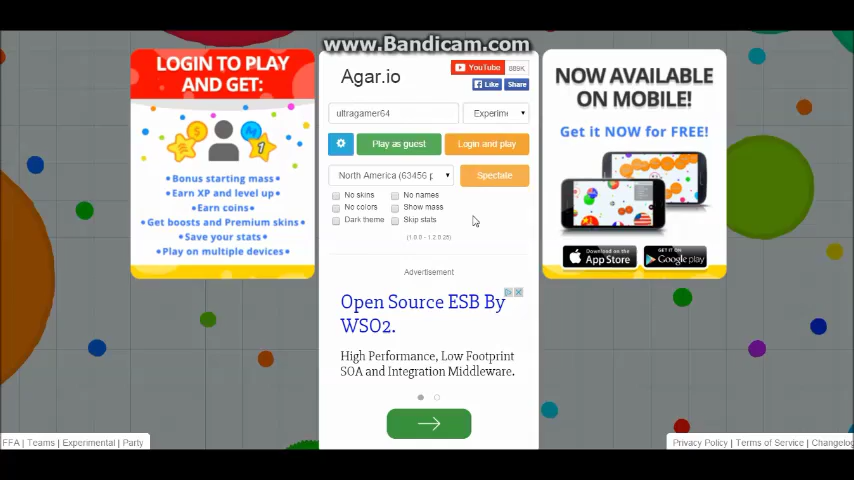 www.Bandicam.com
LOGIN TO PLAY
AND GET:
Bonus starting mass
Earn XP and level up
Earn coins
Get boosts and Premium skins
Save your stats
Play on multiple devices
Agar.io
YouTube 889K
Like Share
ultragamer64
Experim
Play as guest
Login and play
North America (63456 p
Spectate
No skins No names
No colors Show mass
Dark theme Skip stats
(1.0.0 - 1.2.0 25)
Advertisement
Open Source ESB By
WSO2.
High Performance, Low Footprint
SOA and Integration Middleware.
NOW AVAILABLE
ON MOBILE!
Get it NOW for FREE!
Download on the
App Store
GET IT ON
Google play
FFA | Teams | Experimental | Party
Privacy Policy | Terms of Service | Changelog